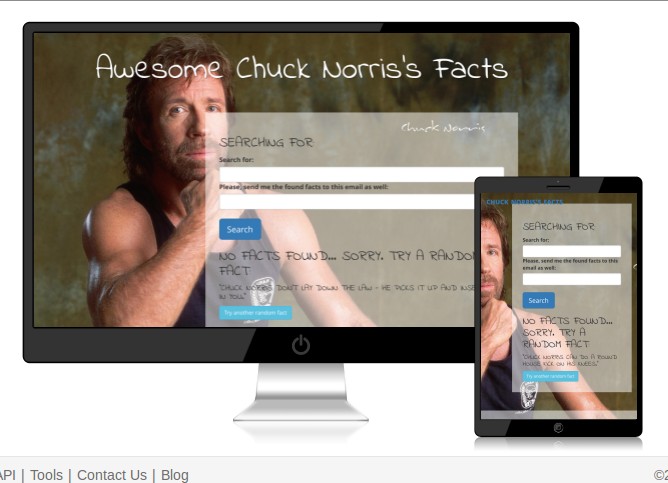 Awesome Chuck Norris's Facts
Chuck Norris
SEARCHING FOR
Search for:
Please, send me the found facts to this email as well:
Search
NO FACTS FOUND... SORRY. TRY A RANDOM
FACT
"CHUCK NORRIS DON'T LAY DOWN THE LAW - HE PICKS IT UP AND
IN YOU."
Try another random fact
CHUCK NORRIS'S FACTS
SEARCHING FOR
Search for:
Please, send me the found facts to this
email as well:
Search
NO FACTS FOUND...
SORRY. TRY A
RANDOM FACT
"CHUCK NORRIS CAN DO A ROUND
HOUSE KICK ON HIS KNEES."
Try another random fact
API | Tools | Contact Us | Blog
©2